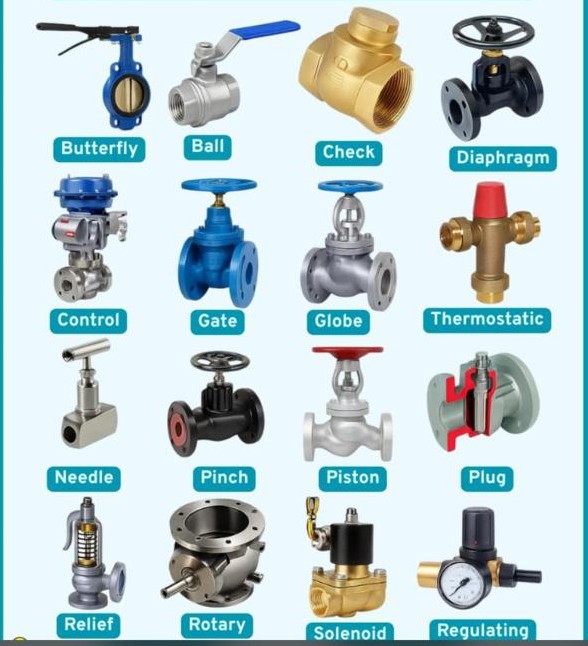 Butterfly
Ball
Check
Diaphragm
Control
Gate
Globe
Thermostatic
Needle
Pinch
Piston
Plug
Relief
Rotary
Solenoid
Regulating